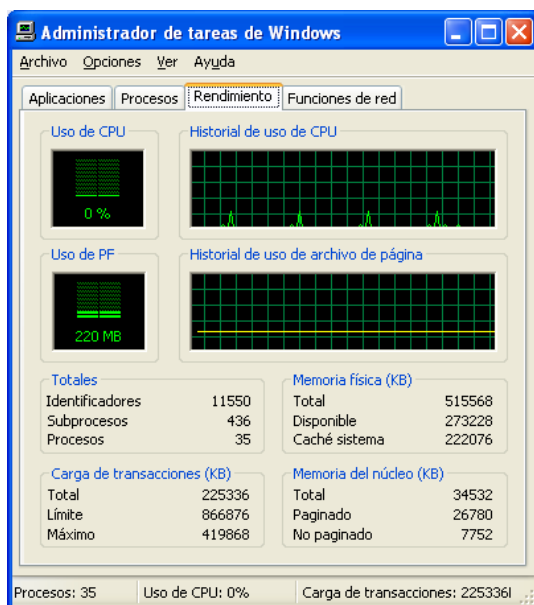 Administrador de tareas de Windows
Archivo Opciones Ver Ayuda
Aplicaciones Procesos Rendimiento Funciones de red
Uso de CPU Historial de uso de CPU
0 %
Uso de PF Historial de uso de archivo de página
220 MB
Totales
Identificadores 11550
Subprocesos 436
Procesos 35
Memoria física (KB)
Total 515568
Disponible 273228
Caché sistema 222076
Carga de transacciones (KB)
Total 225336
Límite 866876
Máximo 419868
Memoria del núcleo (KB)
Total 34532
Paginado 26780
No paginado 7752
Procesos: 35 Uso de CPU: 0% Carga de transacciones: 225336